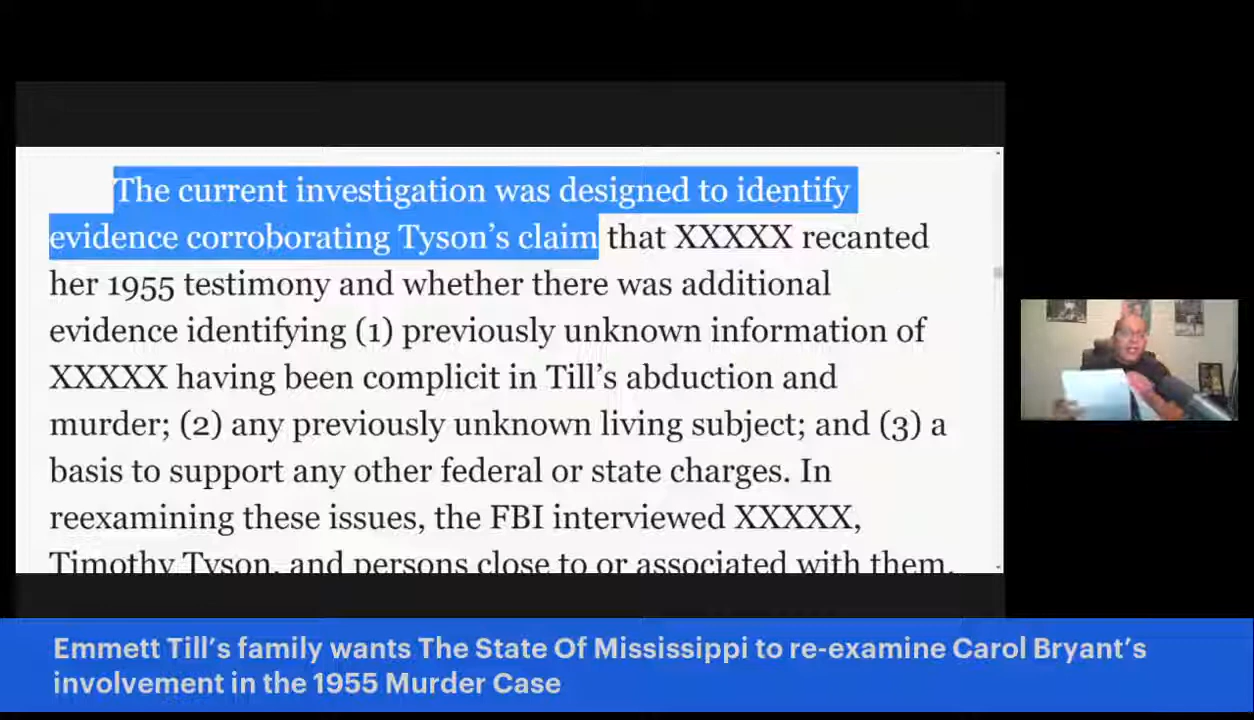 The current investigation was designed to identify
evidence corroborating Tyson’s claim that XXXXX recanted
her 1955 testimony and whether there was additional
evidence identifying (1) previously unknown information of
XXXXX having been complicit in Till’s abduction and
murder; (2) any previously unknown living subject; and (3) a
basis to support any other federal or state charges. In
reexamining these issues, the FBI interviewed XXXXX,
Timothy Tyson, and persons close to or associated with them.
Emmett Till’s family wants The State Of Mississippi to re-examine Carol Bryant’s
involvement in the 1955 Murder Case